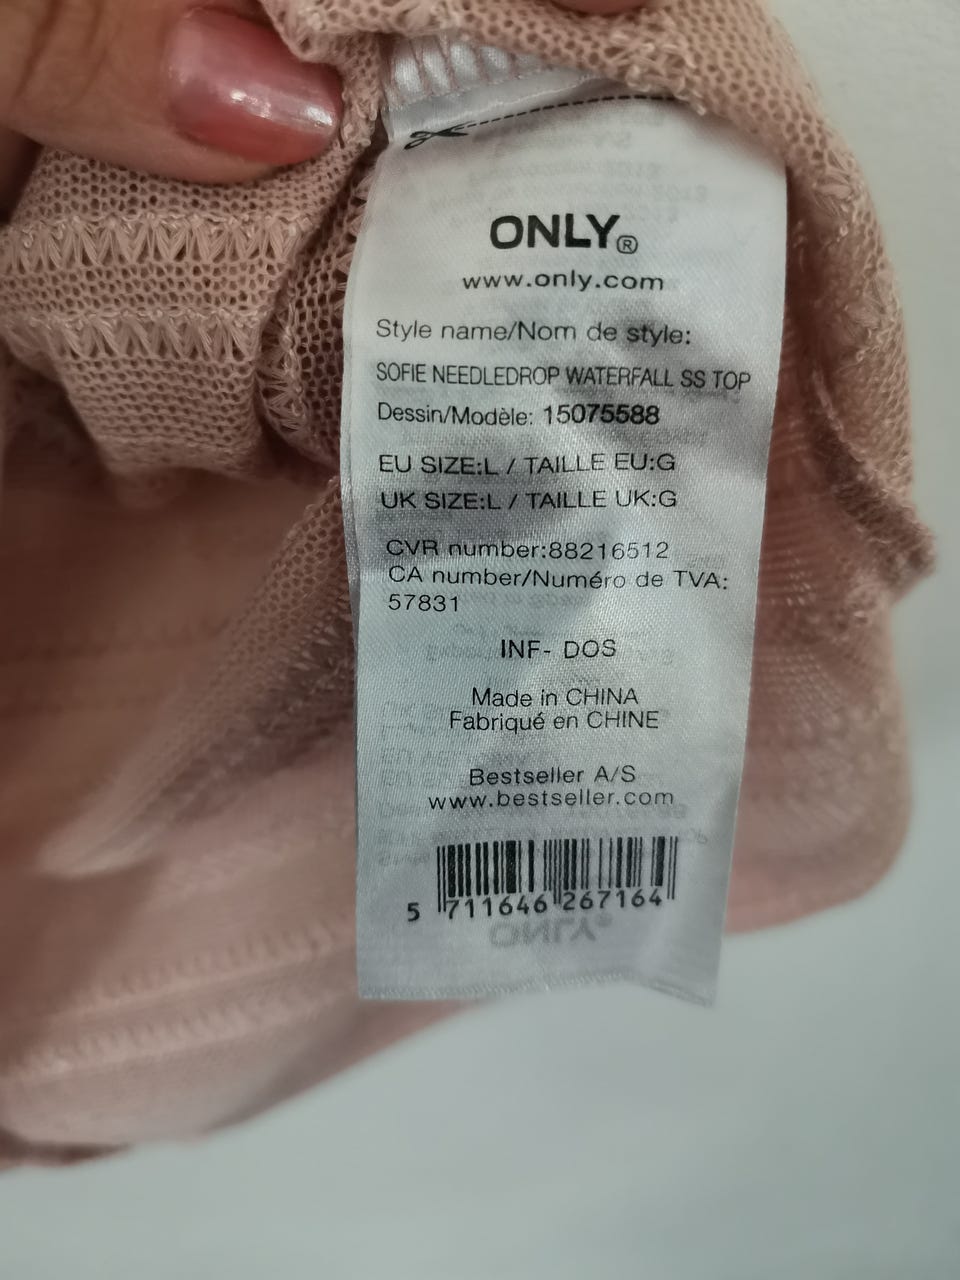 ONLY®
www.only.com
Style name/Nom de style:
SOFIE NEEDLEDROP WATERFALL SS TOP
Dessin/Modèle: 15075588
EU SIZE:L / TAILLE EU:G
UK SIZE:L / TAILLE UK:G
CVR number:88216512
CA number/Numéro de TVA:
57831
INF- DOS
Made in CHINA
Fabriqué en CHINE
Bestseller A/S
www.bestseller.com
5 711646 267164